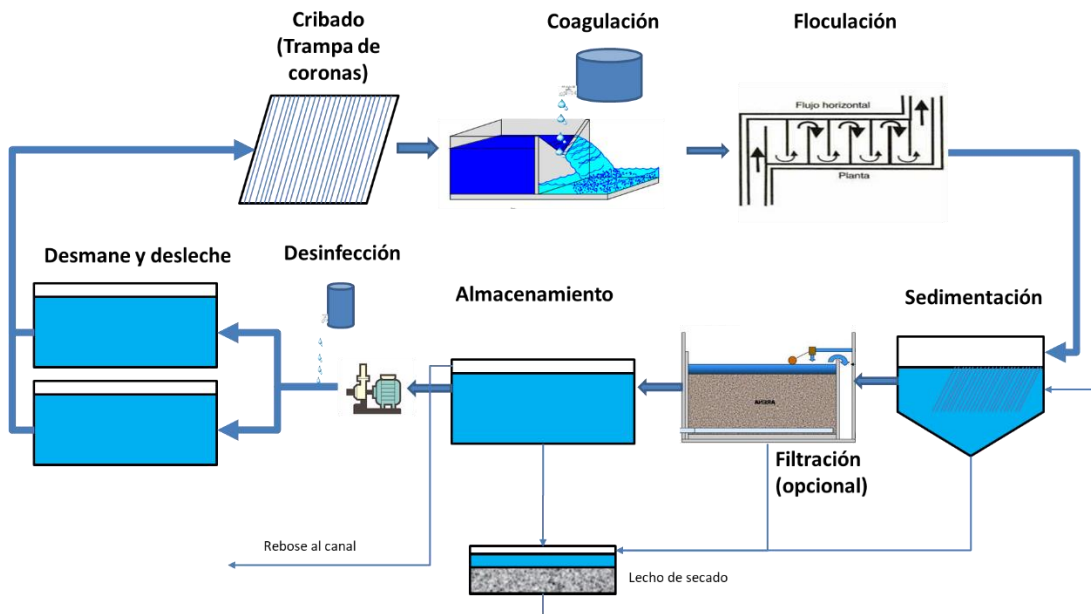 Cribado
(Trampa de
coronas)
Coagulación
Floculación
Flujo horizontal
Planta
Desmane y desleche
Desinfección
Almacenamiento
Sedimentación
ARENA
Filtración
(opcional)
Rebose al canal
Lecho de secado